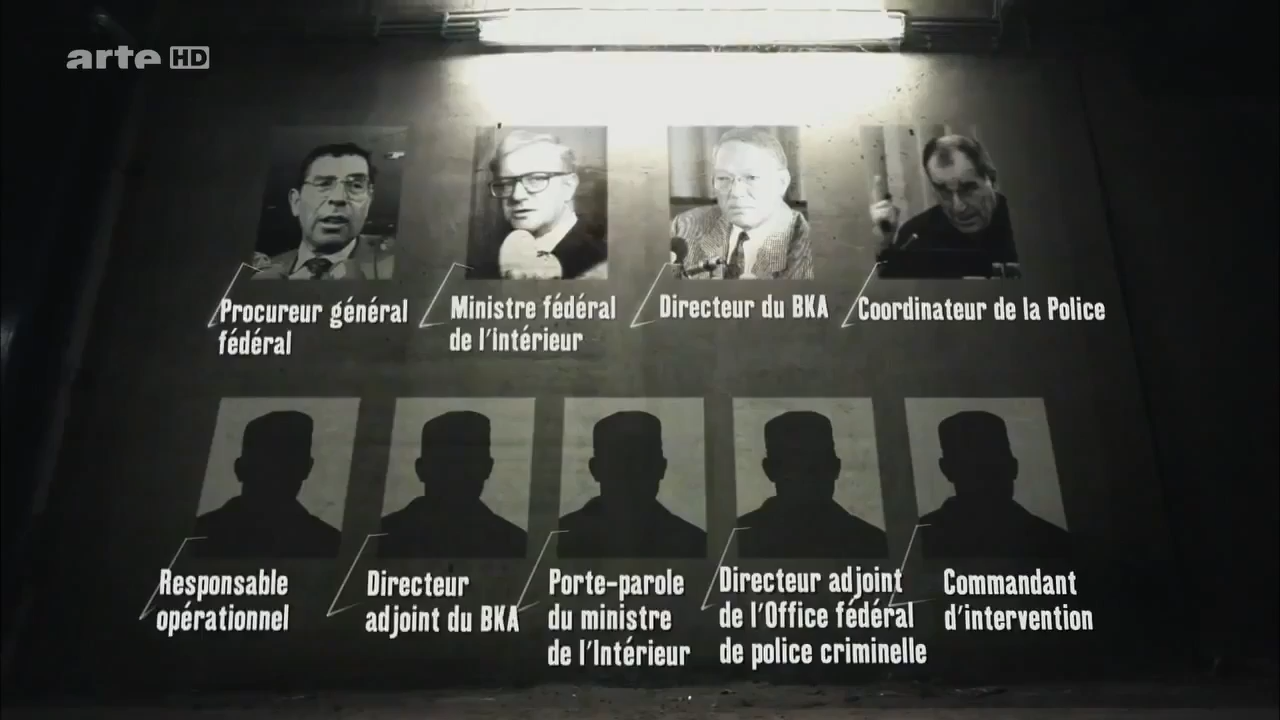 arte HD
Procureur général
fédéral
Ministre fédéral
de l'intérieur
Directeur du BKA
Coordinateur de la Police
Responsable
opérationnel
Directeur
adjoint du BKA
Porte-parole
du ministre
de l'Intérieur
Directeur adjoint
de l'Office fédéral
de police criminelle
Commandant
d'intervention